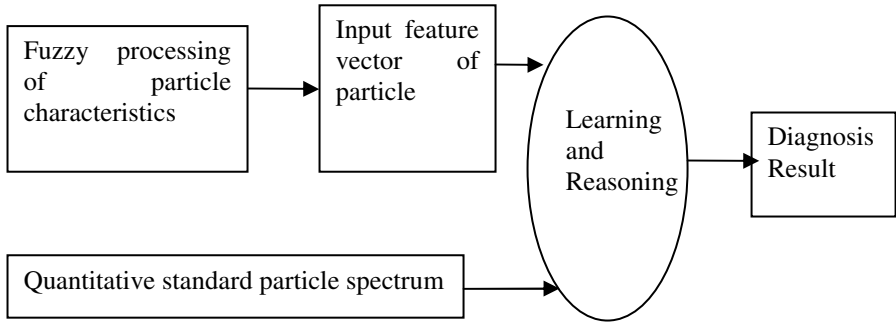 Fuzzy processing
of particle
characteristics
Input feature
vector of
particle
Learning
and
Reasoning
Diagnosis
Result
Quantitative standard particle spectrum